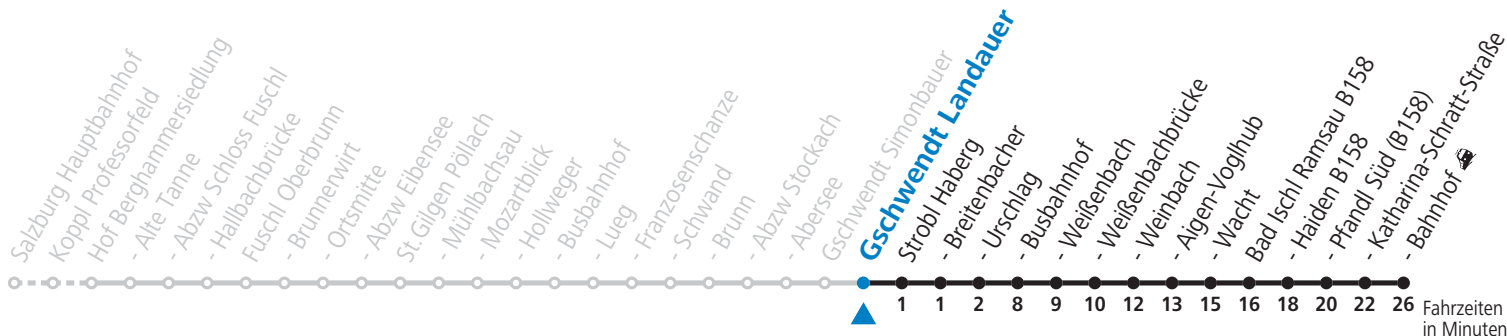 Salzburg Hauptbahnhof
Koppl Professorfeld
Hof Berghammersiedlung
- Alte Tanne
- Abzw Schloss Fuschl
- Hallbachbrücke
Fuschl Oberbrunn
- Brunnerwirt
- Ortsmitte
- Abzw Eibensee
St.Gilgen Pöllach
- Mühlbachsau
- Mozartblick
- Hollweger
- Busbahnhof
- Lueg
- Franzosenschanze
- Schwand
- Brunn
- Abzw Stockach
- Abersee
Gschwendt Simonbauer
Gschwendt Landauer
Strobl Haberg
- Breitenbacher
- Urschlag
- Busbahnhof
- Weißenbach
- Weißenbachbrücke
- Weinbach
- Aigen-Voglhub
- Wacht
Bad Ischl Ramsau B158
- Haiden B158
- Pfandl Süd (B158)
- Katharina-Schratt-Straße
- Bahnhof
1 1 2 8 9 10 12 13 15 16 18 20 22 26 Fahrzeiten
in Minuten